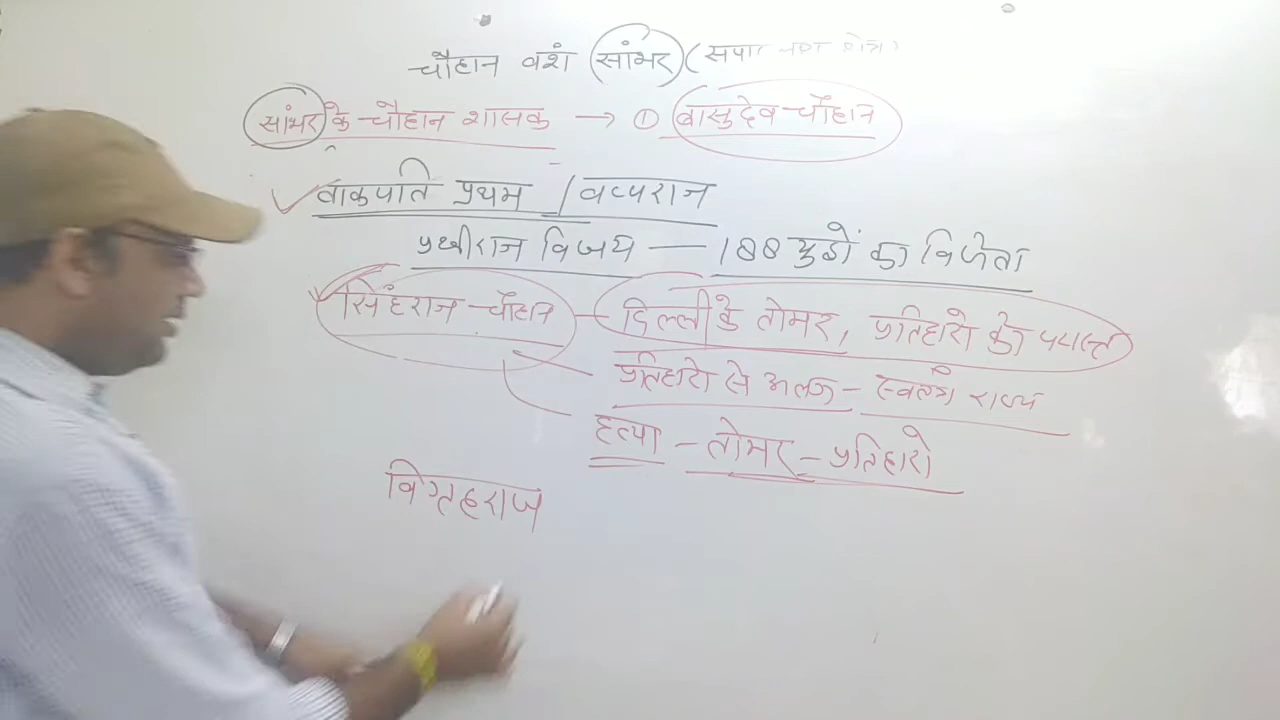 चौहान वंश (सांभर) (सपा
सांभर के चौहान शासक → ① वासुदेव चौहान
वाकपति प्रथम / वप्पराज
पृथ्वीराज विजय — 188 युद्धों का विजेता
सिंहराज चौहान — दिल्ली के तोमर, प्रतिहारो को परास्त
प्रतिहारो से अलग - स्वतंत्र राज्य
हत्या - तोमर - प्रतिहारो
विग्रहराज